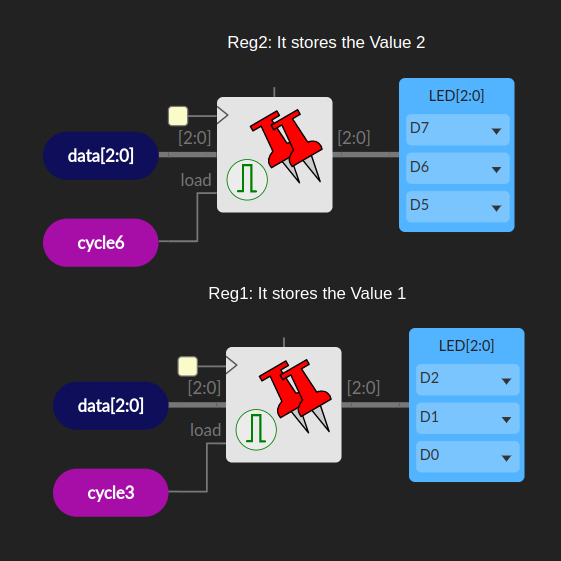 Reg2: It stores the Value 2
LED[2:0]
D7
[2:0]
[2:0]
data[2:0]
D6
load
D5
cycle6
Reg1: It stores the Value 1
LED[2:0]
D2
[2:0]
[2:0]
data[2:0]
D1
load
D0
cycle3